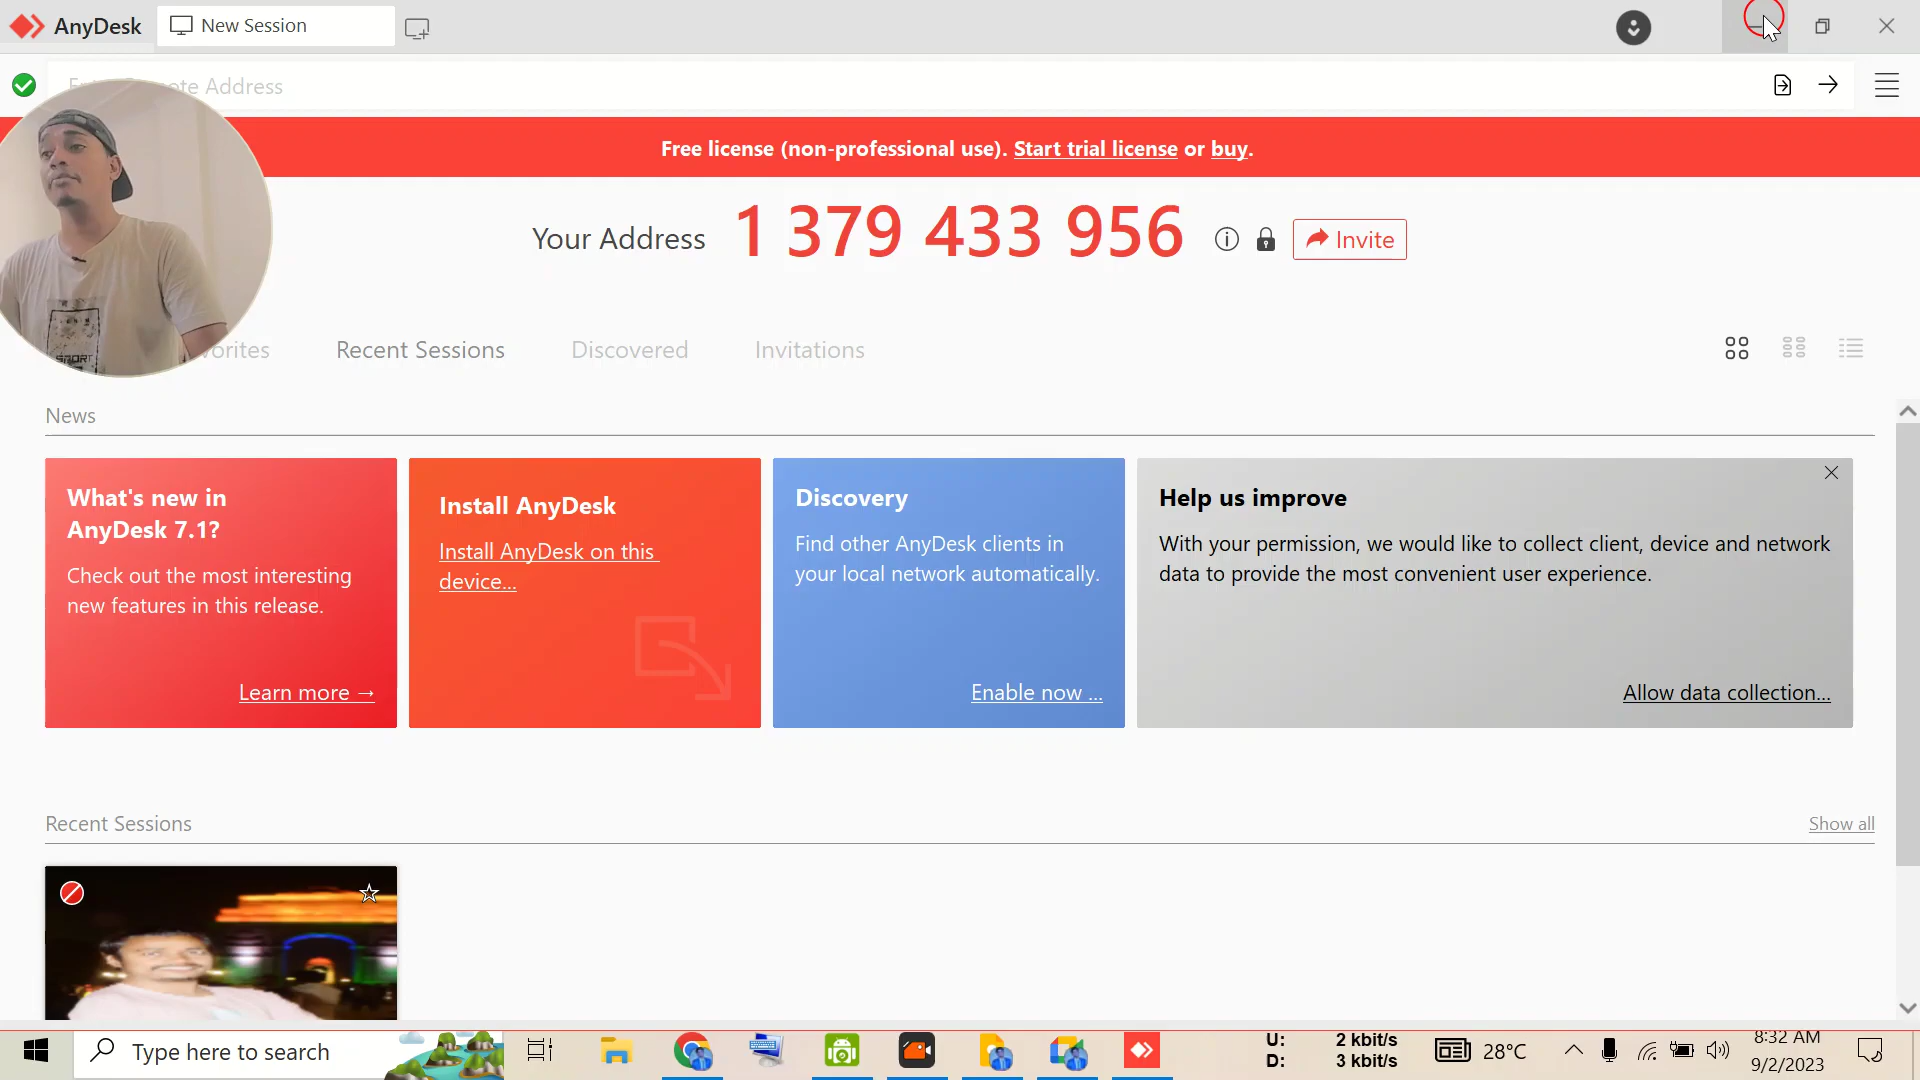 AnyDesk
New Session
Address
Free license (non-professional use). Start trial license or buy.
Your Address 1 379 433 956
Invite
Recent Sessions
Discovered
Invitations
News
What's new in
AnyDesk 7.1?
Check out the most interesting
new features in this release.
Learn more →
Install AnyDesk
Install AnyDesk on this
device...
Discovery
Find other AnyDesk clients in
your local network automatically.
Enable now ...
Help us improve
With your permission, we would like to collect client, device and network
data to provide the most convenient user experience.
Allow data collection...
Recent Sessions
Show all
SPORT
Type here to search
U: 2 kbit/s
D: 3 kbit/s
28°C
8:32 AM
9/2/2023